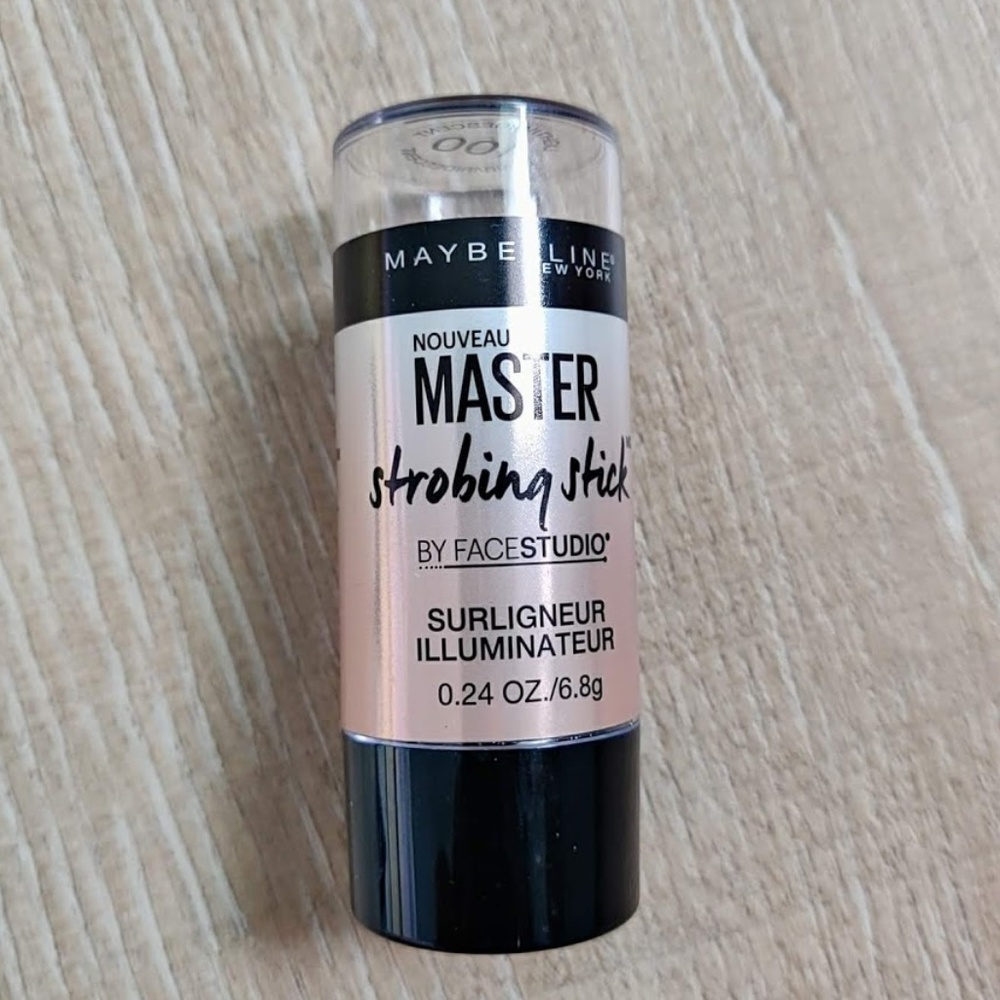 MAYBELLINE
NEW YORK
NOUVEAU
MASTER
strobing stick
BY FACESTUDIO
SURLIGNEUR
ILLUMINATEUR
0.24 OZ./6.8g